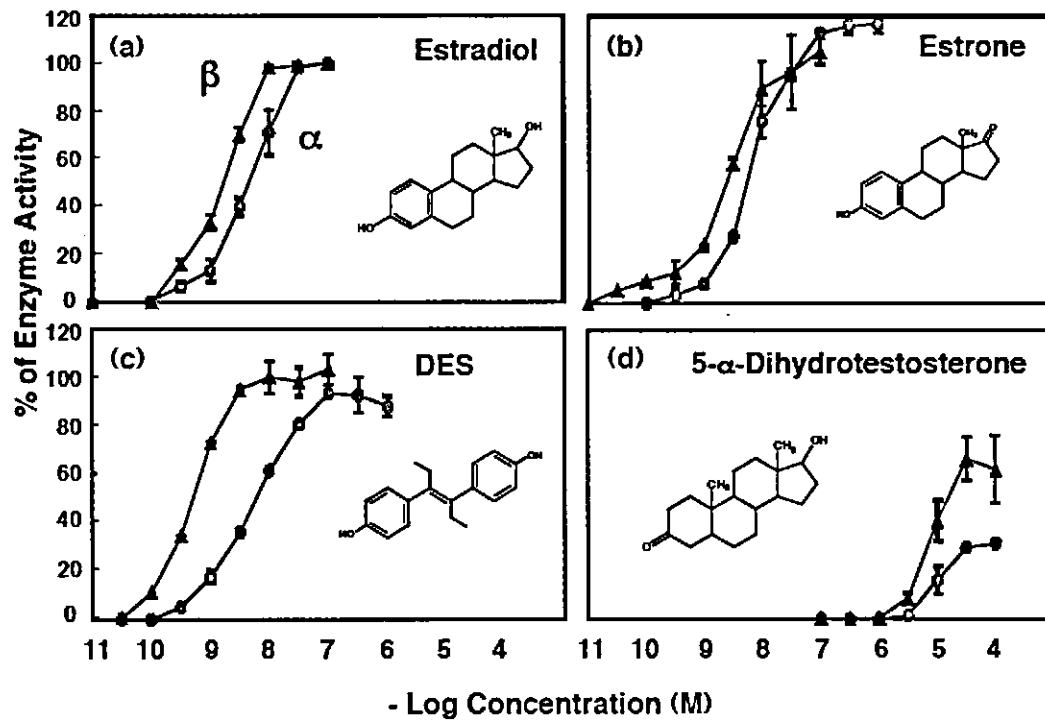 120
100
80
60
40
20
0
(a)
Estradiol
β
α
CH₃
OH
HO
(b)
Estrone
CH₃
O
HO
% of Enzyme Activity
120
100
80
60
40
20
0
(c)
DES
OH
HO
(d)
5-α-Dihydrotestosterone
CH₃
OH
CH₃
O
11 10 9 8 7 6 5 4
11 10 9 8 7 6 5 4
- Log Concentration (M)